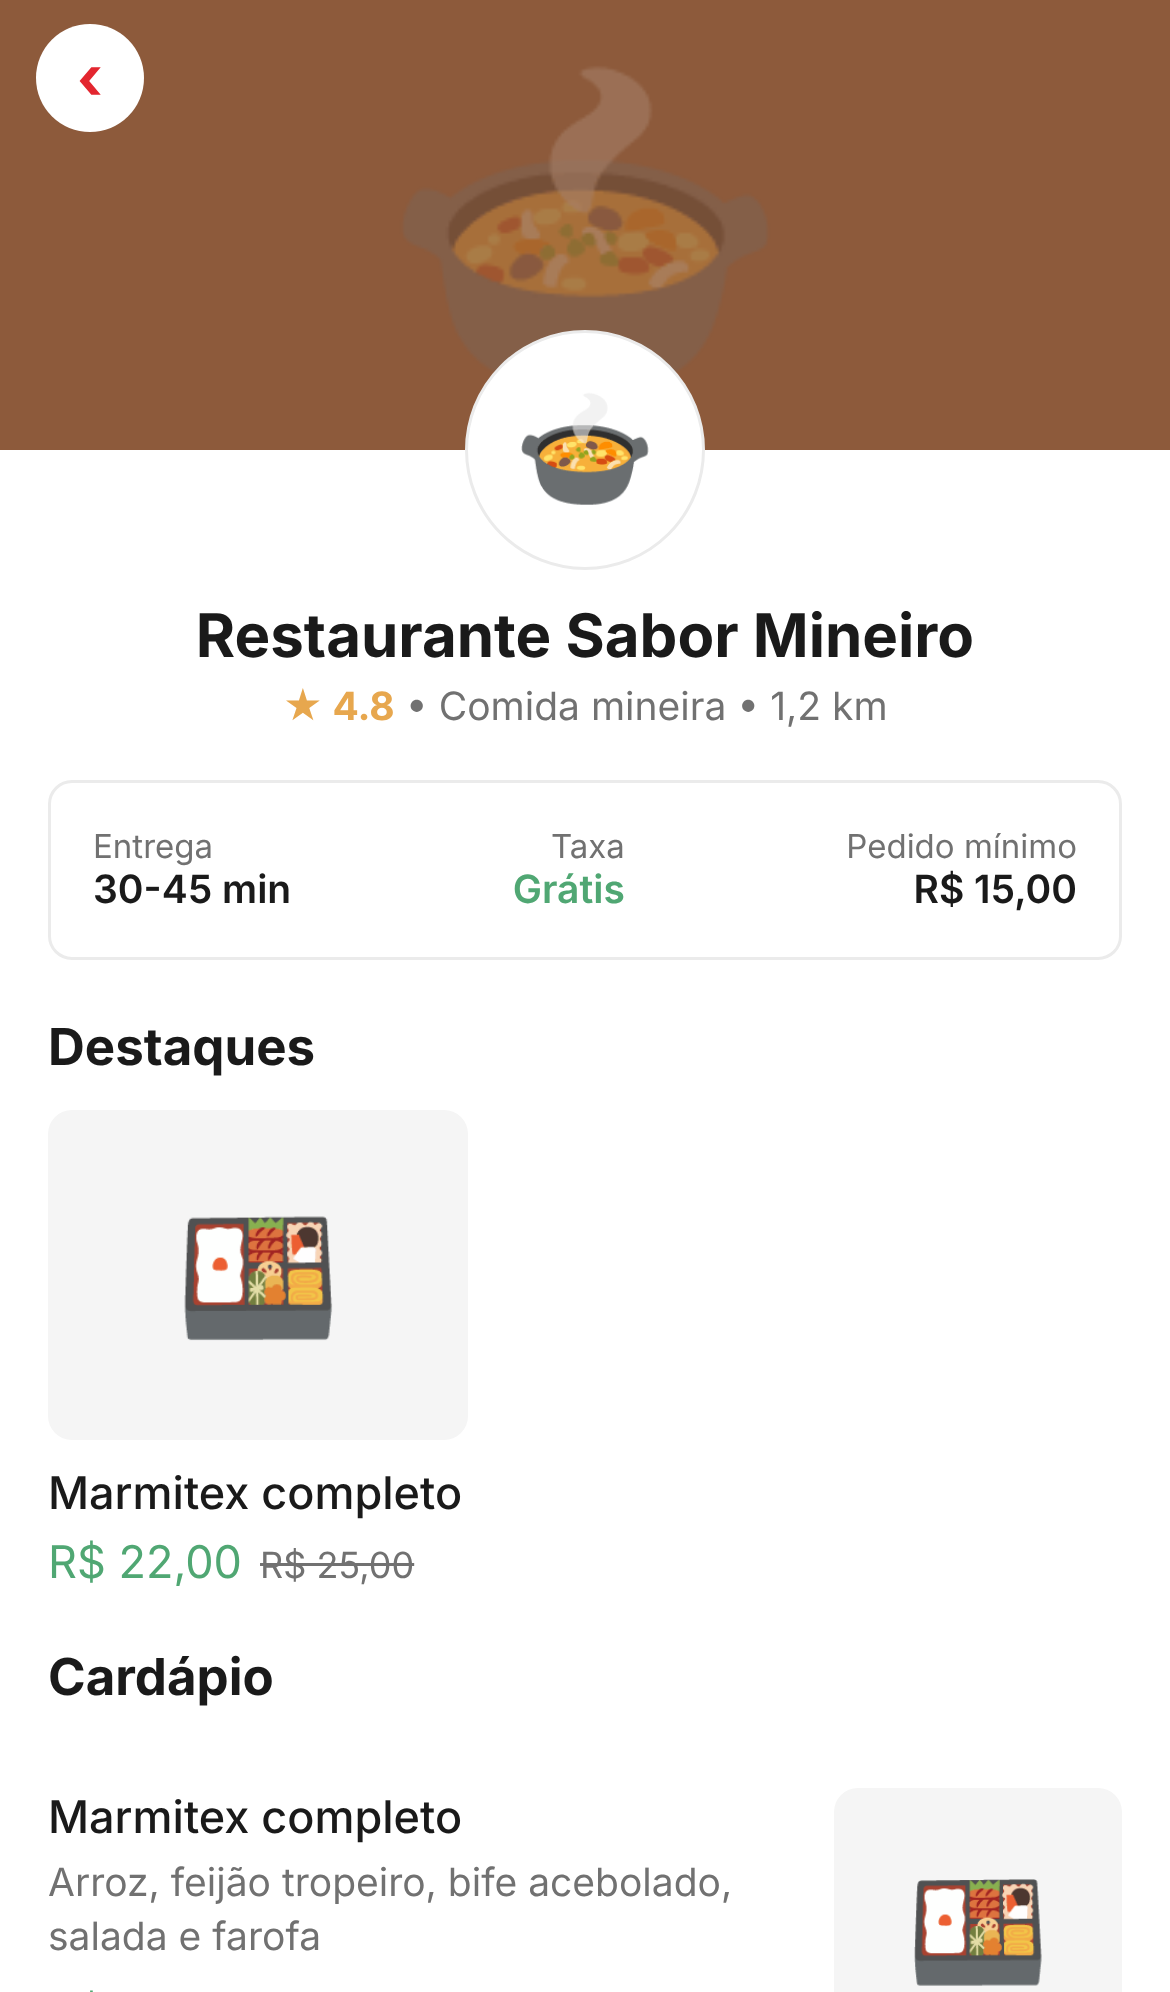 Restaurante Sabor Mineiro
★ 4.8 • Comida mineira • 1,2 km
Entrega
30-45 min
Taxa
Grátis
Pedido mínimo
R$ 15,00
Destaques
Marmitex completo
R$ 22,00 R$ 25,00
Cardápio
Marmitex completo
Arroz, feijão tropeiro, bife acebolado,
salada e farofa